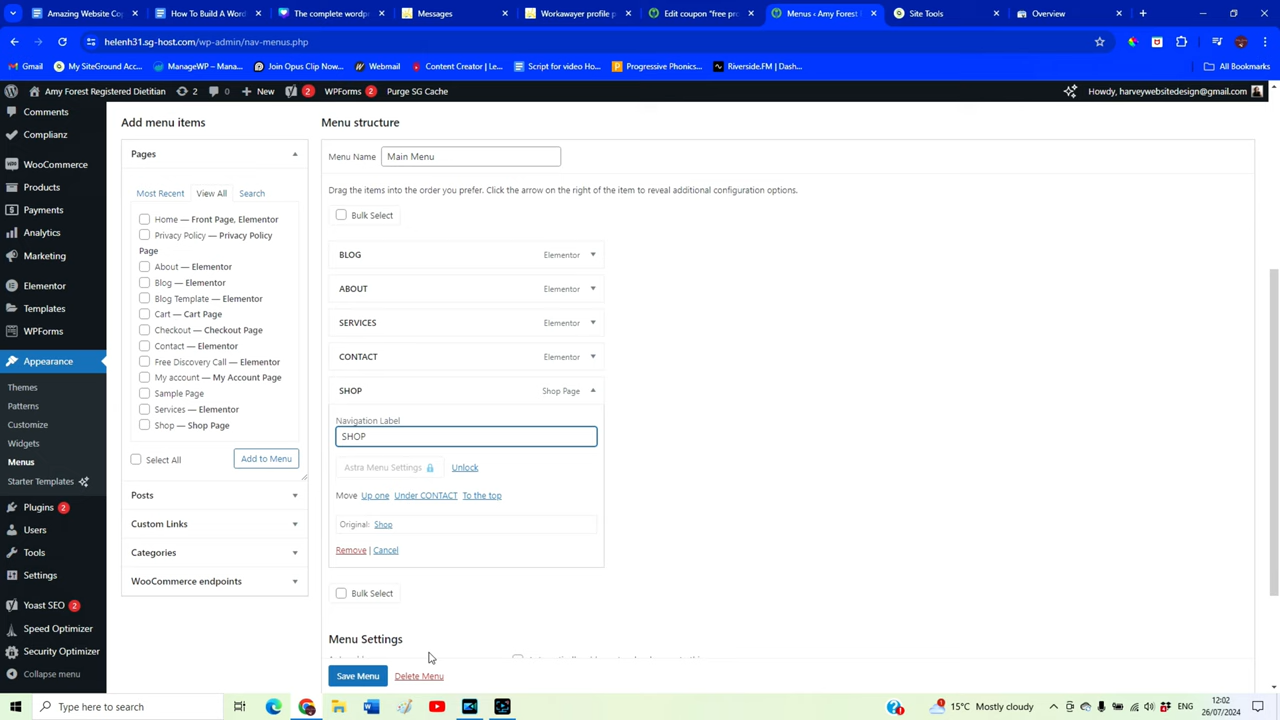 Amazing Website Cop
How To Build A Word
The complete wordpr
Messages
Workawayer profile p
Edit coupon "free pro
Menus ‹ Amy Forest
Site Tools
Overview
helenh31.sg-host.com/wp-admin/nav-menus.php
Gmail
My SiteGround Acc...
ManageWP – Mana...
Join Opus Clip Now...
Webmail
Content Creator | Le...
Script for video Ho...
Progressive Phonics...
Riverside.FM | Dash...
All Bookmarks
Amy Forest Registered Dietitian
2
0
New
2
WPForms 2
Purge SG Cache
Howdy, harveywebsitedesign@gmail.com
Comments
Complianz
WooCommerce
Products
Payments
Analytics
Marketing
Elementor
Templates
WPForms
Appearance
Themes
Patterns
Customize
Widgets
Menus
Starter Templates
Plugins 2
Users
Tools
Settings
Yoast SEO 2
Speed Optimizer
Security Optimizer
Collapse menu
Add menu items
Pages
Most Recent
View All
Search
Home — Front Page, Elementor
Privacy Policy — Privacy Policy
Page
About — Elementor
Blog — Elementor
Blog Template — Elementor
Cart — Cart Page
Checkout — Checkout Page
Contact — Elementor
Free Discovery Call — Elementor
My account — My Account Page
Sample Page
Services — Elementor
Shop — Shop Page
Select All
Add to Menu
Posts
Custom Links
Categories
WooCommerce endpoints
Menu structure
Menu Name
Main Menu
Drag the items into the order you prefer. Click the arrow on the right of the item to reveal additional configuration options.
Bulk Select
BLOG Elementor
ABOUT Elementor
SERVICES Elementor
CONTACT Elementor
SHOP Shop Page
Navigation Label
SHOP
Astra Menu Settings
Unlock
Move Up one Under CONTACT To the top
Original: Shop
Remove | Cancel
Bulk Select
Menu Settings
Save Menu
Delete Menu
Type here to search
15°C Mostly cloudy
ENG
12:02
26/07/2024